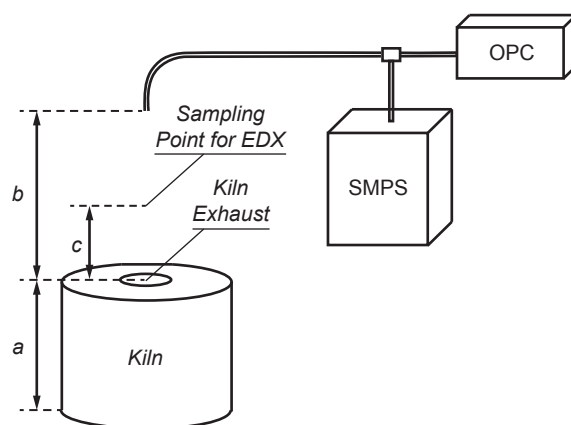 OPC
Sampling
Point for EDX
b
SMPS
Kiln
Exhaust
c
a
Kiln